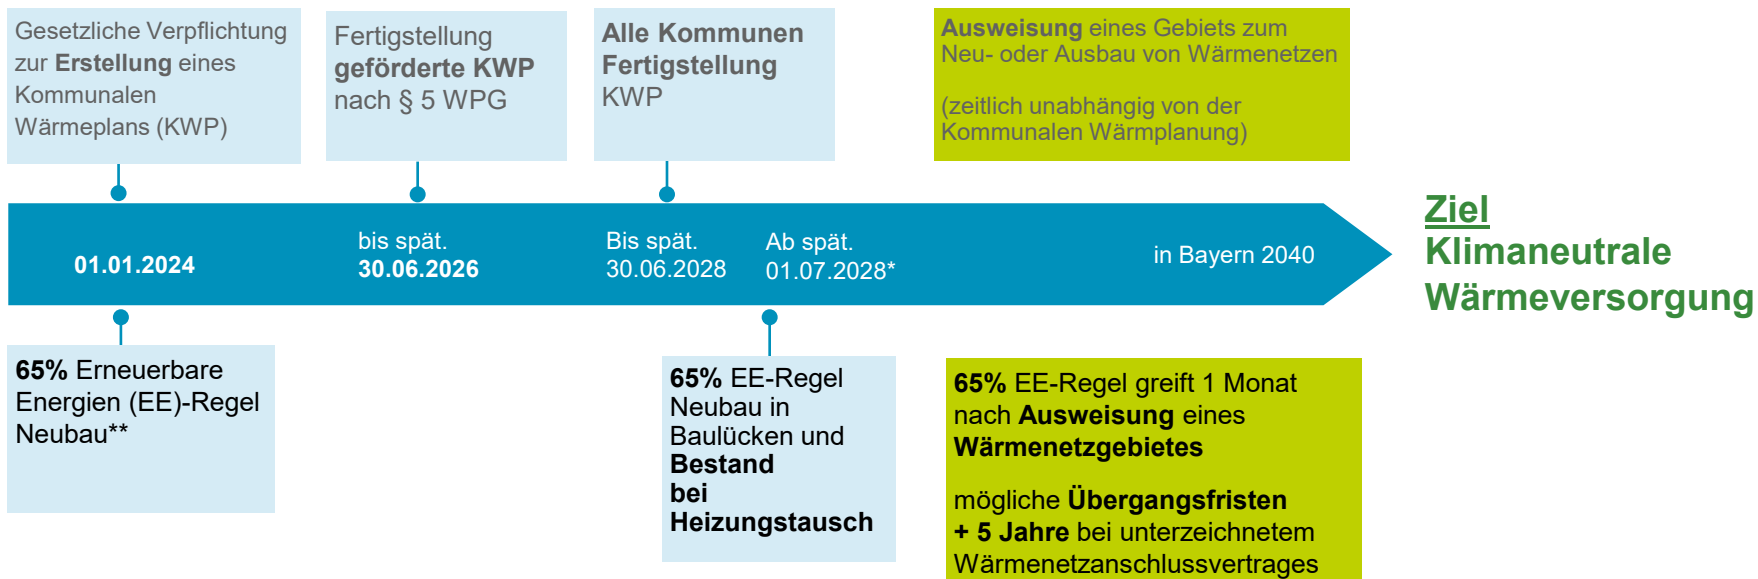 Gesetzliche Verpflichtung
zur Erstellung eines
Kommunalen
Wärmeplans (KWP)
Fertigstellung
geförderte KWP
nach § 5 WPG
Alle Kommunen
Fertigstellung
KWP
Ausweisung eines Gebiets zum
Neu- oder Ausbau von Wärmenetzen
(zeitlich unabhängig von der
Kommunalen Wärmplanung)
01.01.2024
bis spät.
30.06.2026
Bis spät.
30.06.2028
Ab spät.
01.07.2028*
in Bayern 2040
Ziel
Klimaneutrale
Wärmeversorgung
65% Erneuerbare
Energien (EE)-Regel
Neubau**
65% EE-Regel
Neubau in
Baulücken und
Bestand
bei
Heizungstausch
65% EE-Regel greift 1 Monat
nach Ausweisung eines
Wärmenetzgebietes
mögliche Übergangsfristen
+ 5 Jahre bei unterzeichnetem
Wärmenetzanschlussvertrages